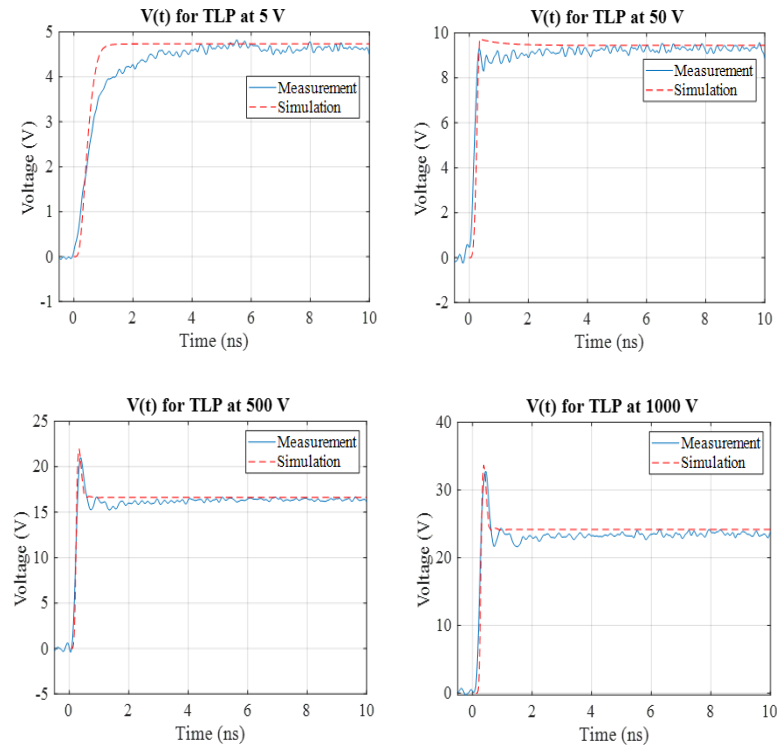 V(t) for TLP at 5 V
5
4
3
2
1
0
-1
Voltage (V)
Measurement
Simulation
0
2
4
6
8
10
Time (ns)
V(t) for TLP at 50 V
10
8
6
4
2
0
-2
Voltage (V)
Measurement
Simulation
0
2
4
6
8
10
Time (ns)
V(t) for TLP at 500 V
25
20
15
10
5
0
-5
Voltage (V)
Measurement
Simulation
0
2
4
6
8
10
Time (ns)
V(t) for TLP at 1000 V
40
30
20
10
0
Voltage (V)
Measurement
Simulation
0
2
4
6
8
10
Time (ns)